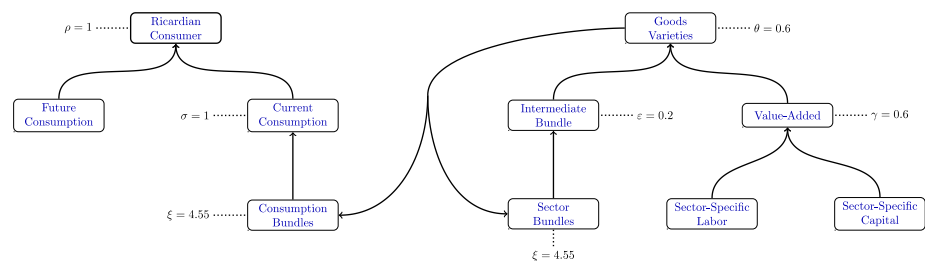 Ricardian
Consumer
ρ = 1
Goods
Varieties
θ = 0.6
Future
Consumption
Current
Consumption
σ = 1
Intermediate
Bundle
ε = 0.2
Value-Added
γ = 0.6
ξ = 4.55
Consumption
Bundles
Sector
Bundles
ξ = 4.55
Sector-Specific
Labor
Sector-Specific
Capital